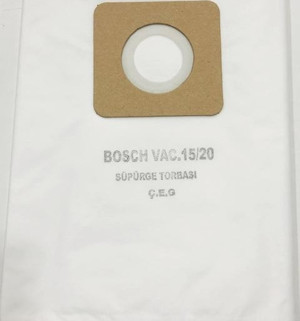 BOSCH VAC.15/20
SÜPÜRGE TORBASI
Ç.E.G